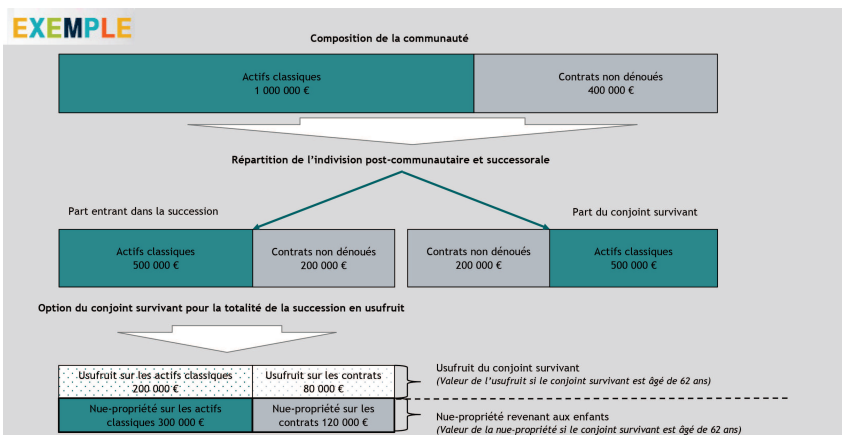 EXEMPLE
Composition de la communauté
Actifs classiques
1 000 000 €
Contrats non dénoués
400 000 €
Répartition de l’indivision post-communautaire et successorale
Part entrant dans la succession
Part du conjoint survivant
Actifs classiques
500 000 €
Contrats non dénoués
200 000 €
Contrats non dénoués
200 000 €
Actifs classiques
500 000 €
Option du conjoint survivant pour la totalité de la succession en usufruit
Usufruit sur les actifs classiques
200 000 €
Usufruit sur les contrats
80 000 €
Usufruit du conjoint survivant
(Valeur de l’usufruit si le conjoint survivant est âgé de 62 ans)
Nue-propriété sur les actifs
classiques 300 000 €
Nue-propriété sur les
contrats 120 000 €
Nue-propriété revenant aux enfants
(Valeur de la nue-propriété si le conjoint survivant est âgé de 62 ans)